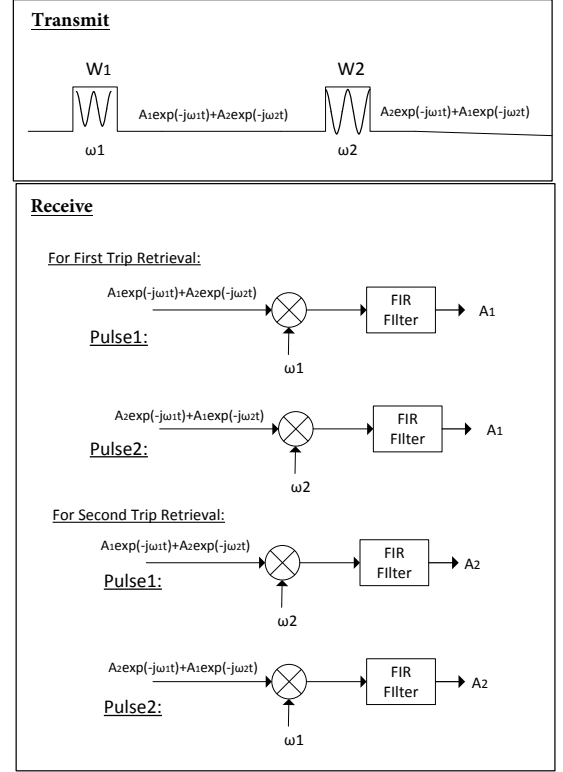 Transmit
W1
W2
A1exp(-jω1t)+A2exp(-jω2t)
A2exp(-jω1t)+A1exp(-jω2t)
ω1
ω2
Receive
For First Trip Retrieval:
A1exp(-jω1t)+A2exp(-jω2t)
Pulse1:
FIR
FIlter
A1
ω1
A2exp(-jω1t)+A1exp(-jω2t)
Pulse2:
FIR
FIlter
A1
ω2
For Second Trip Retrieval:
A1exp(-jω1t)+A2exp(-jω2t)
Pulse1:
FIR
FIlter
A2
ω2
A2exp(-jω1t)+A1exp(-jω2t)
Pulse2:
FIR
FIlter
A2
ω1